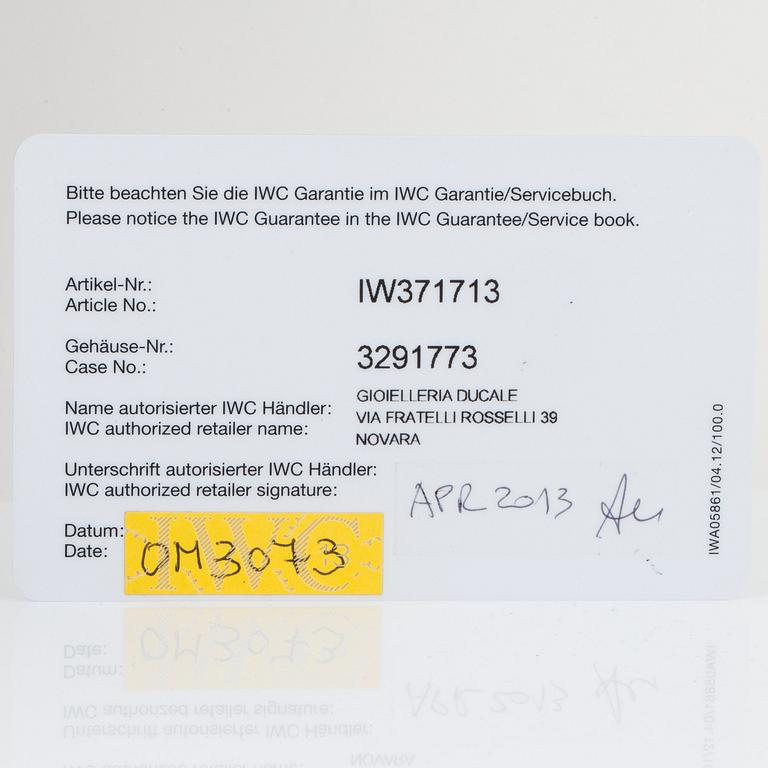 Bitte beachten Sie die IWC Garantie im IWC Garantie/Servicebuch.
Please notice the IWC Guarantee in the IWC Guarantee/Service book.
Artikel-Nr.:
Article No.: IW371713
Gehäuse-Nr.:
Case No.: 3291773
Name autorisierter IWC Händler:
IWC authorized retailer name:
GIOIELLERIA DUCALE
VIA FRATELLI ROSSELLI 39
NOVARA
Unterschrift autorisierter IWC Händler:
IWC authorized retailer signature:
APR 2013
Datum:
Date:
IWC
OM3073
IWA05861/04.12/100.0